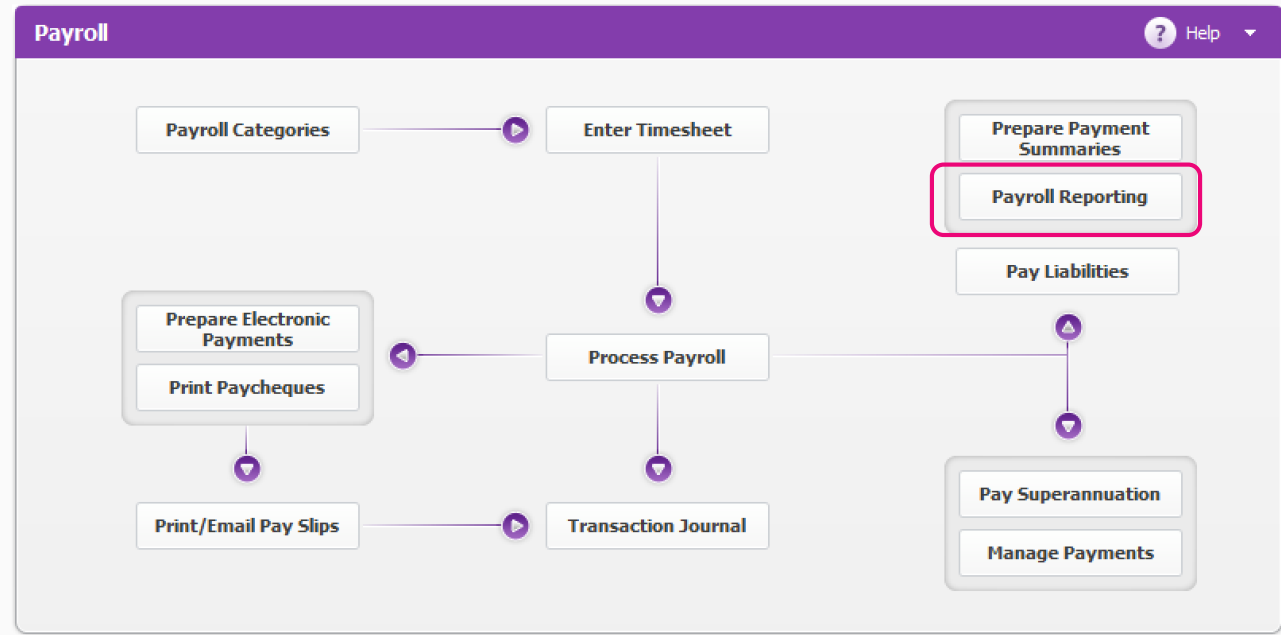 Payroll
? Help
Payroll Categories
Enter Timesheet
Prepare Payment
Summaries
Payroll Reporting
Pay Liabilities
Prepare Electronic
Payments
Print Paycheques
Process Payroll
Print/Email Pay Slips
Transaction Journal
Pay Superannuation
Manage Payments